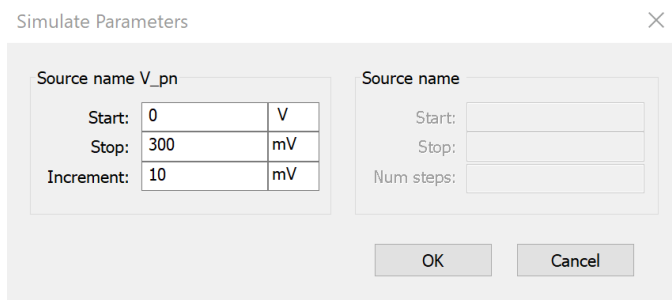 Simulate Parameters
Source name V_pn
Start: 0 V
Stop: 300 mV
Increment: 10 mV
Source name
Start:
Stop:
Num steps:
OK Cancel